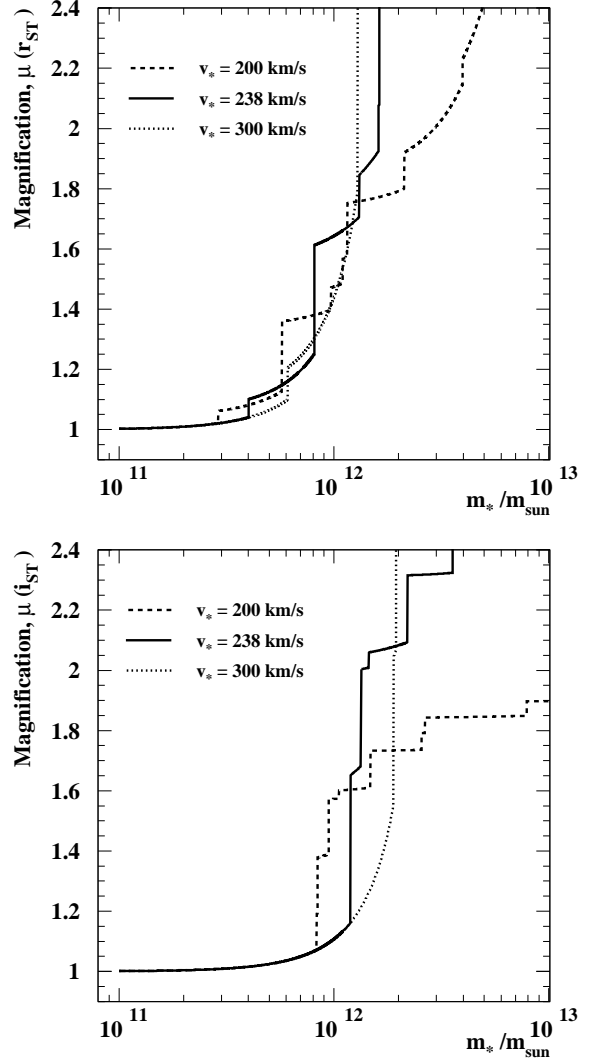 Magnification, μ (r_ST)
2.4
2.2
2
1.8
1.6
1.4
1.2
1
v* = 200 km/s
v* = 238 km/s
v* = 300 km/s
10^11
10^12
10^13
m* /m_sun
Magnification, μ (i_ST)
2.4
2.2
2
1.8
1.6
1.4
1.2
1
v* = 200 km/s
v* = 238 km/s
v* = 300 km/s
10^11
10^12
10^13
m* /m_sun